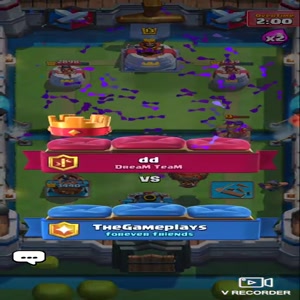 2:00
x2
dd
Dream Team
VS
TheGameplays
Forever Friends
V RECORDER